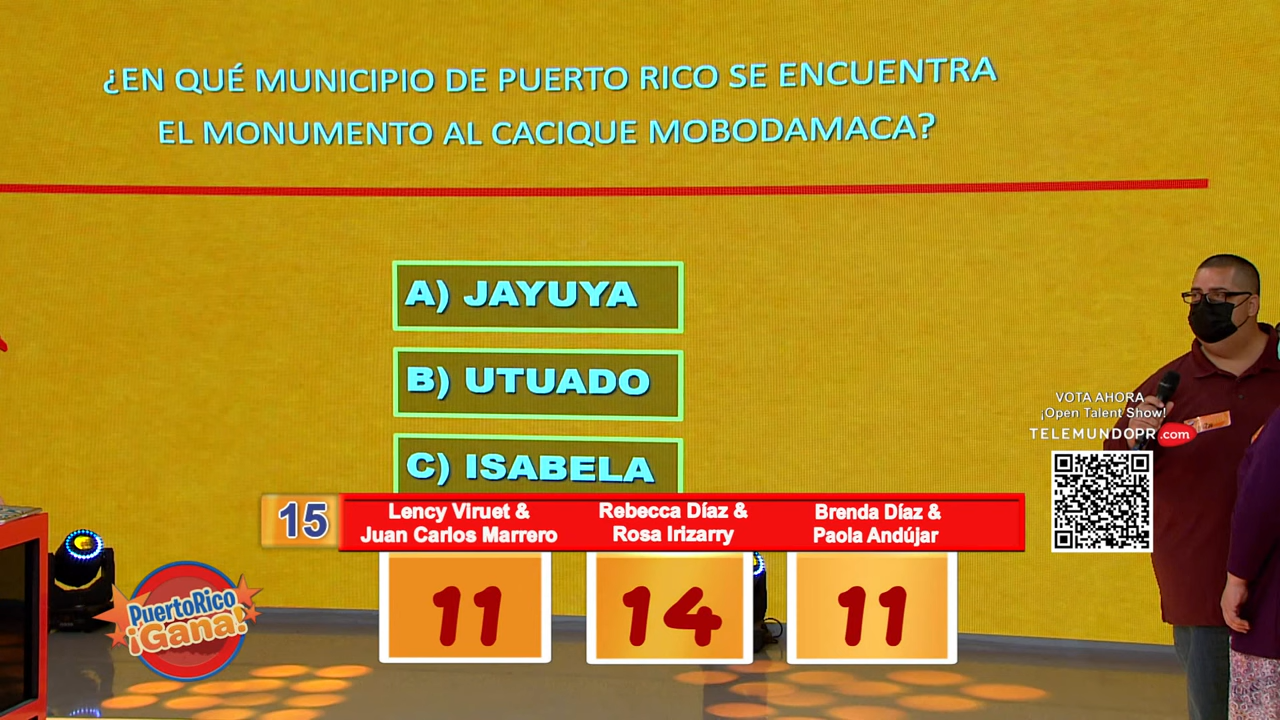 ¿EN QUÉ MUNICIPIO DE PUERTO RICO SE ENCUENTRA
EL MONUMENTO AL CACIQUE MOBODAMACA?
A) JAYUYA
B) UTUADO
C) ISABELA
VOTA AHORA
¡Open Talent Show!
TELEMUNDOPR.com
15
Lency Viruet &
Juan Carlos Marrero
Rebecca Díaz &
Rosa Irizarry
Brenda Díaz &
Paola Andújar
11
14
11
PuertoRico
¡Gana!